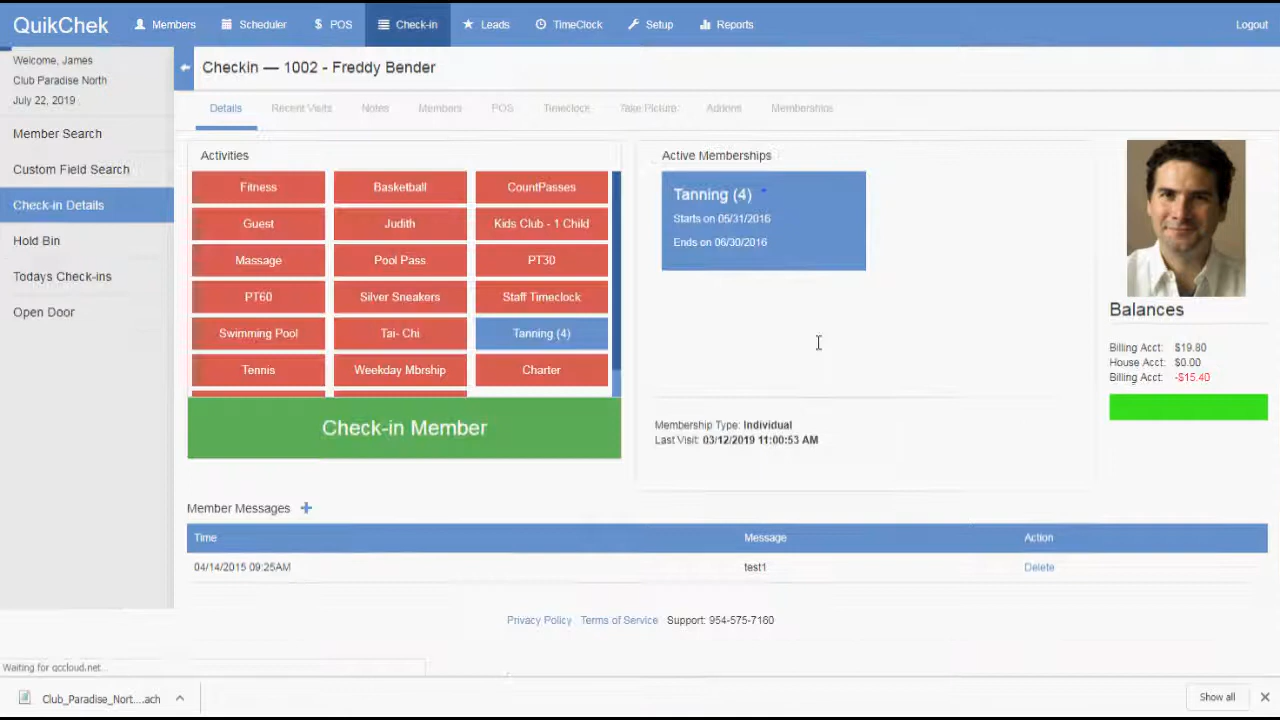 QuikChek Members Scheduler $ POS Check-in Leads TimeClock Setup Reports Logout
Welcome, James
Club Paradise North
July 22, 2019
Member Search
Custom Field Search
Check-in Details
Hold Bin
Todays Check-ins
Open Door
Checkin — 1002 - Freddy Bender
Details Recent Visits Notes Members POS Timeclock Take Picture Addons Memberships
Activities
Fitness Basketball CountPasses
Guest Judith Kids Club - 1 Child
Massage Pool Pass PT30
PT60 Silver Sneakers Staff Timeclock
Swimming Pool Tai- Chi Tanning (4)
Tennis Weekday Mbrship Charter
Check-in Member
Active Memberships
Tanning (4)
Starts on 05/31/2016
Ends on 06/30/2016
Membership Type: Individual
Last Visit: 03/12/2019 11:00:53 AM
Balances
Billing Acct: $19.80
House Acct: $0.00
Billing Acct: -$15.40
Member Messages +
Time Message Action
04/14/2015 09:25AM test1 Delete
Privacy Policy Terms of Service Support: 954-575-7160
Waiting for qccloud.net...
Club_Paradise_Nort....ach Show all